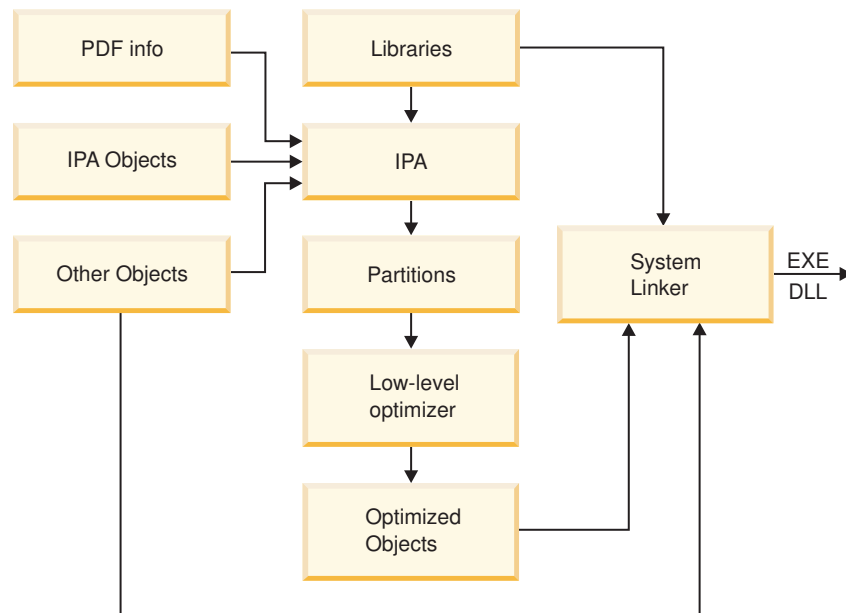 PDF info
Libraries
IPA Objects
IPA
Other Objects
Partitions
System
Linker
EXE
DLL
Low-level
optimizer
Optimized
Objects